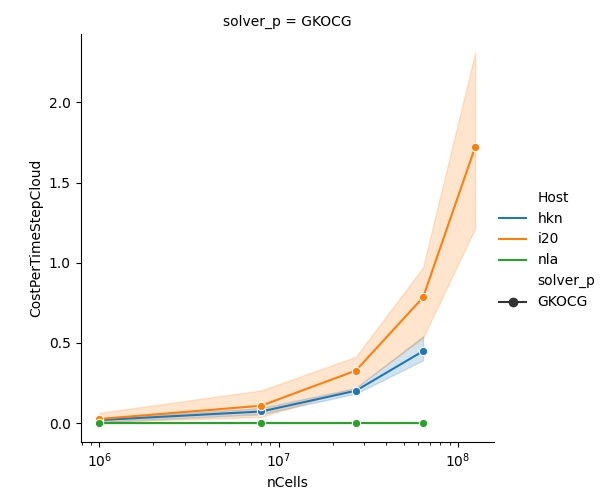 solver_p = GKOCG
CostPerTimeStepCloud
2.0
1.5
1.0
0.5
0.0
10^6
10^7
10^8
nCells
Host
hkn
i20
nla
solver_p
GKOCG